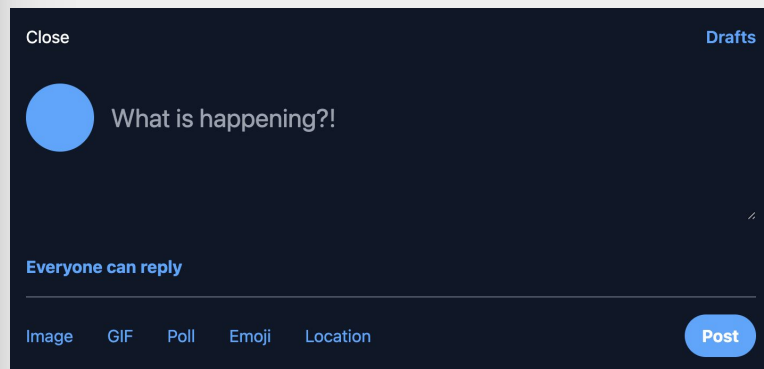 Close Drafts
What is happening?!
Everyone can reply
Image GIF Poll Emoji Location Post